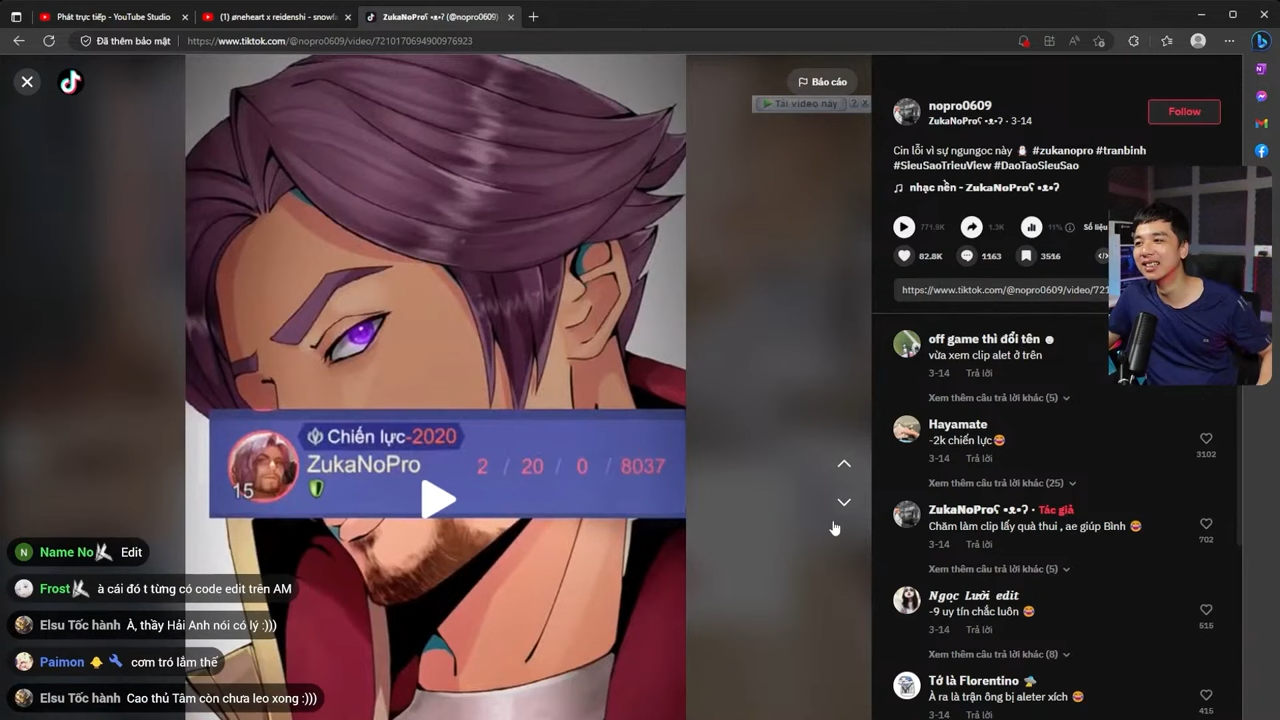 Phát trực tiếp - YouTube Studio
(1) øneheart x reidenshi - snowfa
ZukaNoProʕ •ᴥ•ʔ (@nopro0609)
Đã thêm bảo mật
https://www.tiktok.com/@nopro0609/video/7210170694900976923
Báo cáo
Tải video này
nopro0609
ZukaNoProʕ •ᴥ•ʔ · 3-14
Follow
Cin lỗi vì sự ngungoc này ⛄ #zukanopro #tranbinh
#SieuSaoTrieuView #DaoTaoSieuSao
♫ nhạc nền - ZukaNoProʕ •ᴥ•ʔ
771.9K 1.3K 11% Số liệu
82.8K 1163 3516
https://www.tiktok.com/@nopro0609/video/721
off game thì đổi tên
vừa xem clip alet ở trên
3-14 Trả lời
Xem thêm câu trả lời khác (5)
Hayamate
-2k chiến lực😂
3-14 Trả lời
3102
Xem thêm câu trả lời khác (25)
ZukaNoProʕ •ᴥ•ʔ · Tác giả
Chăm làm clip lấy quà thui , ae giúp Bình 😂
3-14 Trả lời
702
Xem thêm câu trả lời khác (5)
Ngọc Lười edit
-9 uy tín chắc luôn 😂
3-14 Trả lời
515
Xem thêm câu trả lời khác (8)
Tớ là Florentino
À ra là trận ông bị aleter xích 😂
3-14 Trả lời
415
Chiến lực-2020
ZukaNoPro 2 / 20 / 0 / 8037
15
N Name No Edit
Frost à cái đó t từng có code edit trên AM
Elsu Tốc hành À, thầy Hải Anh nói có lý :)))
Paimon cơm tró lắm thế
Elsu Tốc hành Cao thủ Tâm còn chưa leo xong :)))